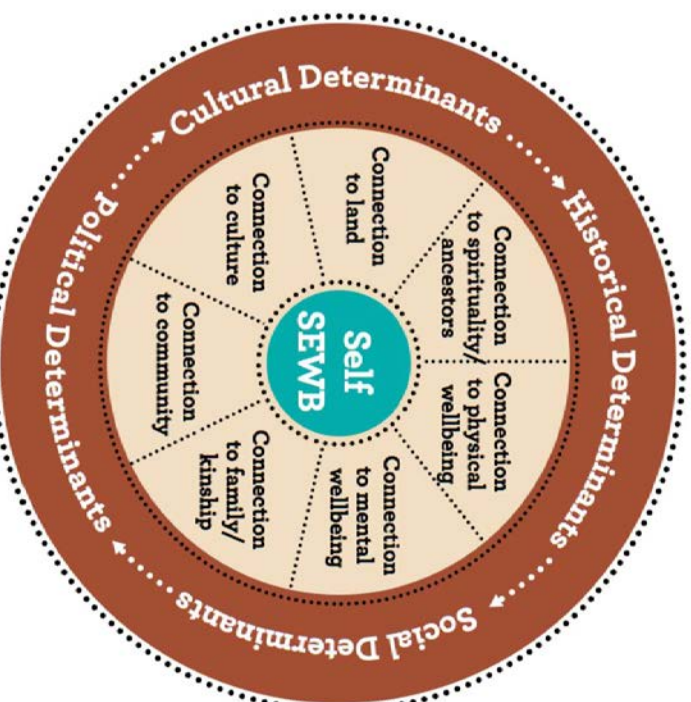 Cultural Determinants
Historical Determinants
Social Determinants
Political Determinants
Connection
to spirituality/
ancestors
Connection
to physical
wellbeing
Connection
to mental
wellbeing
Connection
to family/
kinship
Connection
to community
Connection
to culture
Connection
to land
Self
SEWB